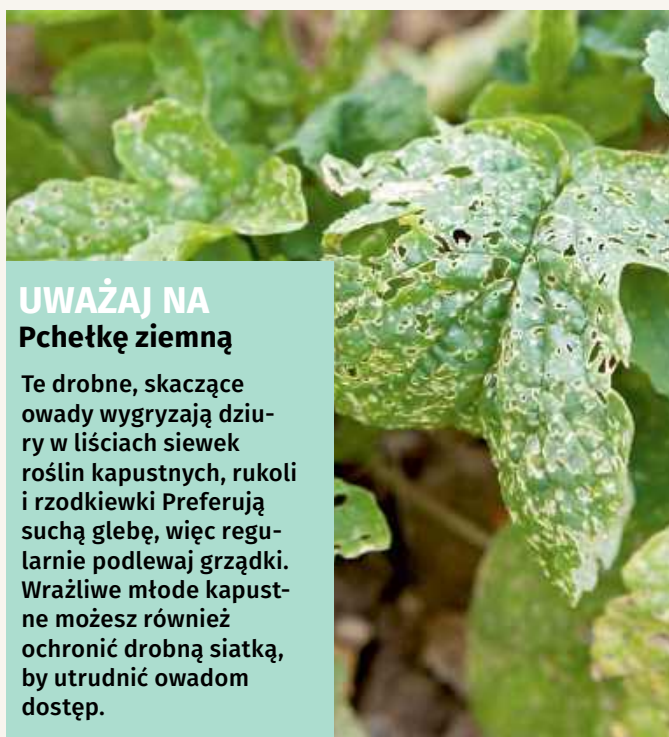 UWAŻAJ NA
Pchełkę ziemną
Te drobne, skaczące
owady wygryzają dziu-
ry w liściach siewek
roślin kapustnych, rukoli
i rzodkiewki Preferują
suchą glebę, więc regu-
larnie podlewaj grządki.
Wrażliwe młode kapust-
ne możesz również
ochronić drobną siatką,
by utrudnić owadom
dostęp.